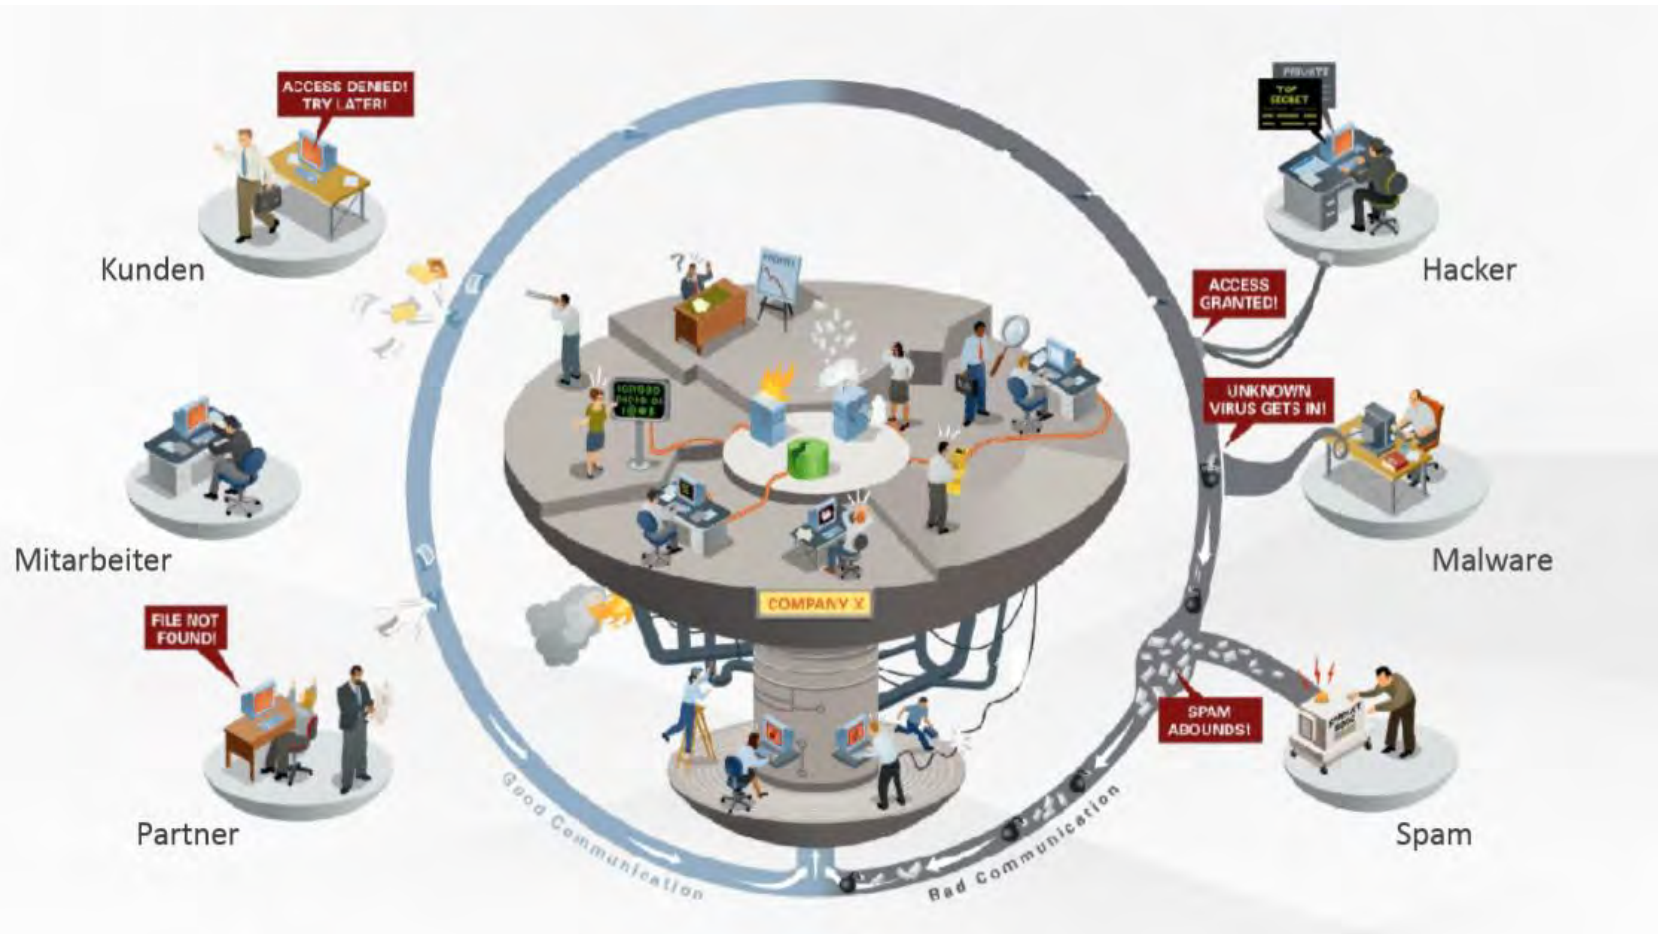 ACCESS DENIED!
TRY LATER!
Kunden
Mitarbeiter
FILE NOT
FOUND!
Partner
PROFIT
?
COMPANY X
Good Communication
Bad Communication
PRIVATE
TOP
SECRET
Hacker
ACCESS
GRANTED!
UNKNOWN
VIRUS GETS IN!
Malware
SPAM
ABOUNDS!
Spam